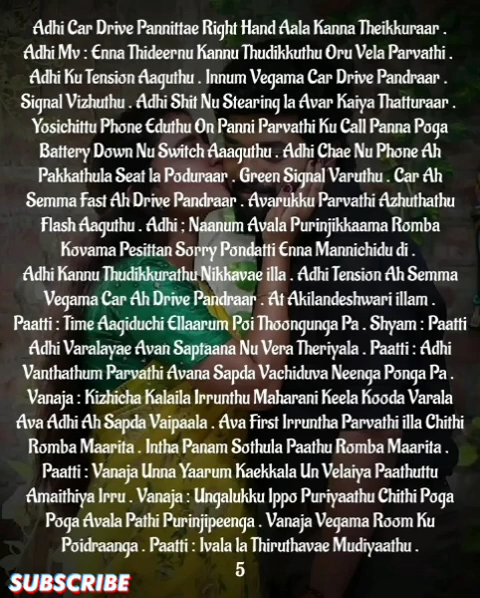 Adhi Car Drive Pannittae Right Hand Aala Kanna Theikkuraar .
Adhi Mv : Enna Thideernu Kannu Thudikkuthu Oru Vela Parvathi .
Adhi Ku Tension Aaguthu . Innum Vegama Car Drive Pandraar .
Signal Vizhuthu . Adhi Shit Nu Stearing la Avar Kaiya Thatturaar .
Yosichittu Phone Eduthu On Panni Parvathi Ku Call Panna Poga
Battery Down Nu Switch Aaaguthu . Adhi Chae Nu Phone Ah
Pakkathula Seat la Poduraar . Green Signal Varuthu . Car Ah
Semma Fast Ah Drive Pandraar . Avarukku Parvathi Azhuthathu
Flash Aaguthu . Adhi ; Naanum Avala Purinjikkaama Romba
Kovama Pesittan Sorry Pondatti Enna Mannichidu di .
Adhi Kannu Thudikkurathu Nikkavae illa . Adhi Tension Ah Semma
Vegama Car Ah Drive Pandraar . At Akilandeshwari illam .
Paatti : Time Aagiduchi Ellaarum Poi Thoongunga Pa . Shyam : Paatti
Adhi Varalayae Avan Saptaana Nu Vera Theriyala . Paatti : Adhi
Vanthathum Parvathi Avana Sapda Vachiduva Neenga Ponga Pa .
Vanaja : Kizhicha Kalaila Irrunthu Maharani Keela Kooda Varala
Ava Adhi Ah Sapda Vaipaala . Ava First Irruntha Parvathi illa Chithi
Romba Maarita . Intha Panam Sothula Paathu Romba Maarita .
Paatti : Vanaja Unna Yaarum Kaekkala Un Velaiya Paathuttu
Amaithiya Irru . Vanaja : Ungalukku Ippo Puriyaathu Chithi Poga
Poga Avala Pathi Purinjipeenga . Vanaja Vegama Room Ku
Poidraanga . Paatti : Ivala la Thiruthavae Mudiyaathu .
5
SUBSCRIBE